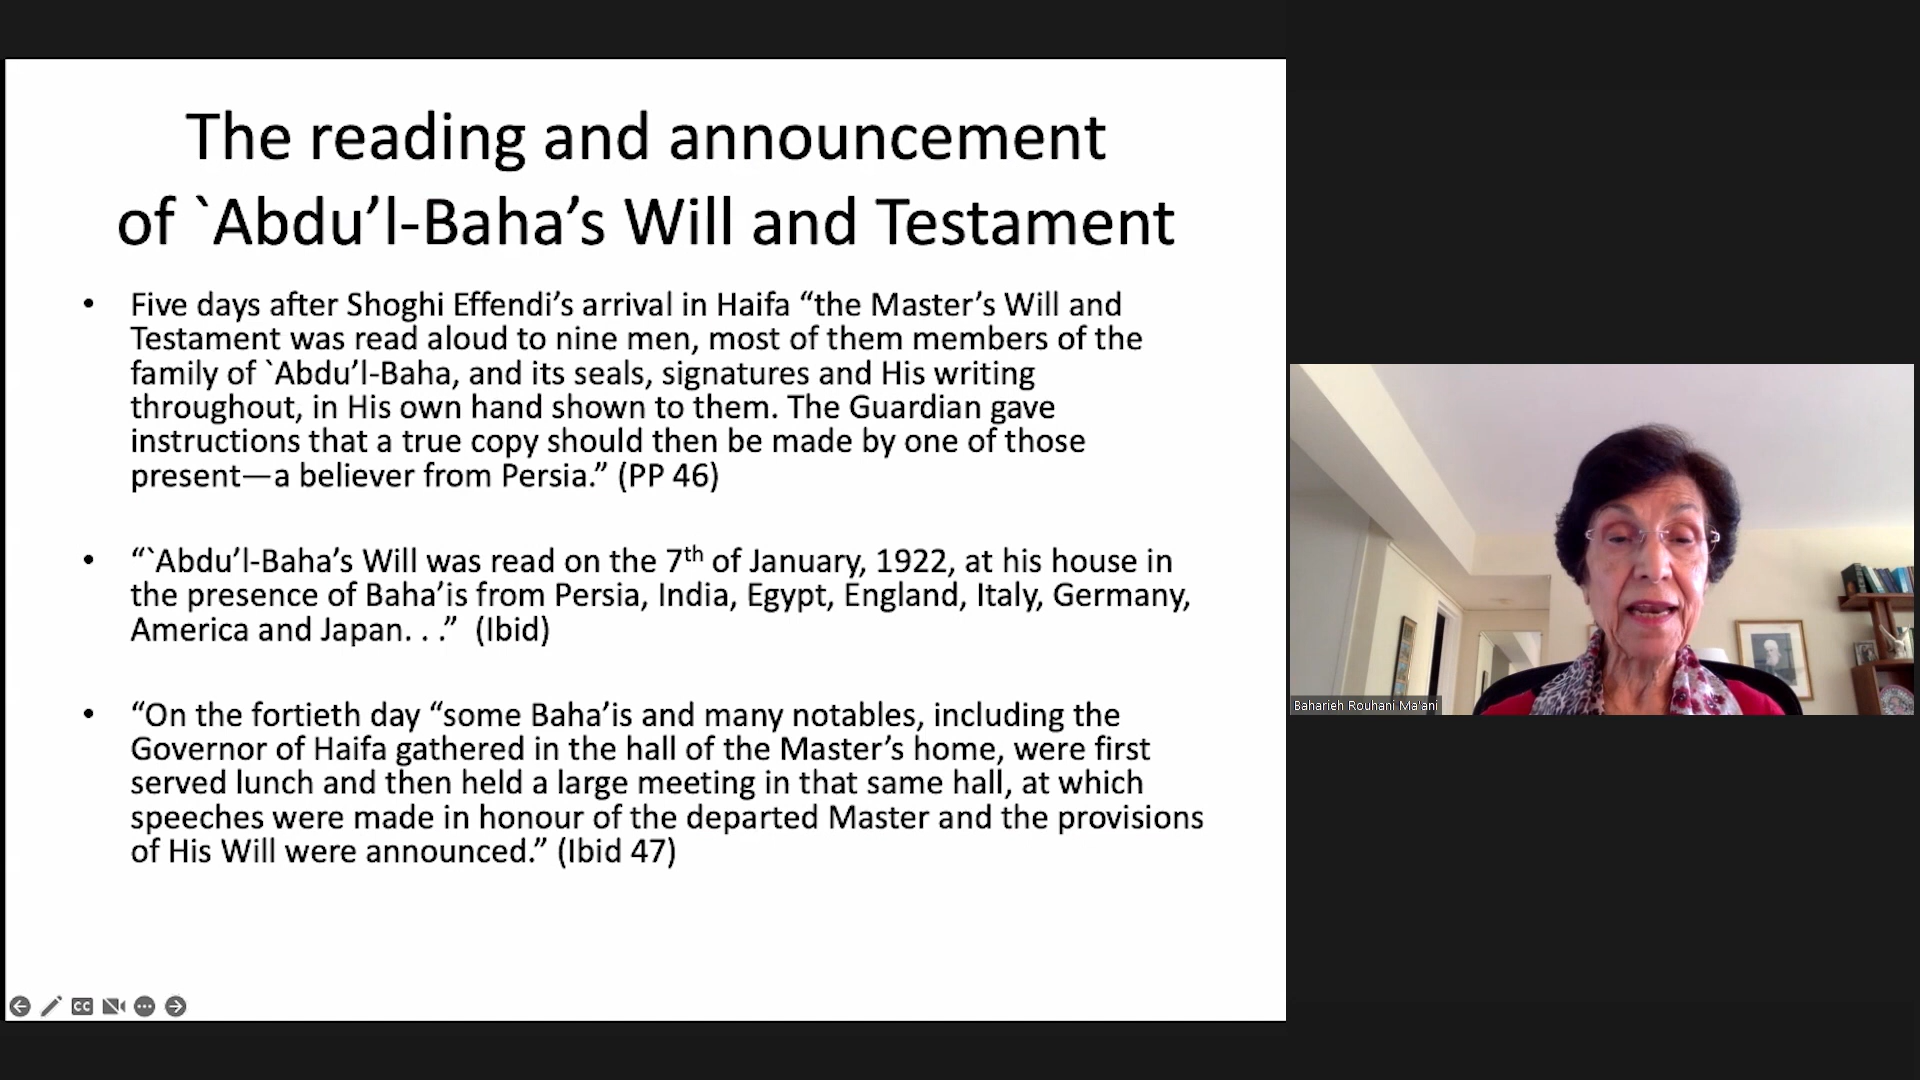 The reading and announcement
of `Abdu’l-Baha’s Will and Testament
• Five days after Shoghi Effendi’s arrival in Haifa “the Master’s Will and
Testament was read aloud to nine men, most of them members of the
family of `Abdu’l-Baha, and its seals, signatures and His writing
throughout, in His own hand shown to them. The Guardian gave
instructions that a true copy should then be made by one of those
present—a believer from Persia.” (PP 46)
• “`Abdu’l-Baha’s Will was read on the 7th of January, 1922, at his house in
the presence of Baha’is from Persia, India, Egypt, England, Italy, Germany,
America and Japan. . .” (Ibid)
• “On the fortieth day “some Baha’is and many notables, including the
Governor of Haifa gathered in the hall of the Master’s home, were first
served lunch and then held a large meeting in that same hall, at which
speeches were made in honour of the departed Master and the provisions
of His Will were announced.” (Ibid 47)
CC
Baharieh Rouhani Ma'ani